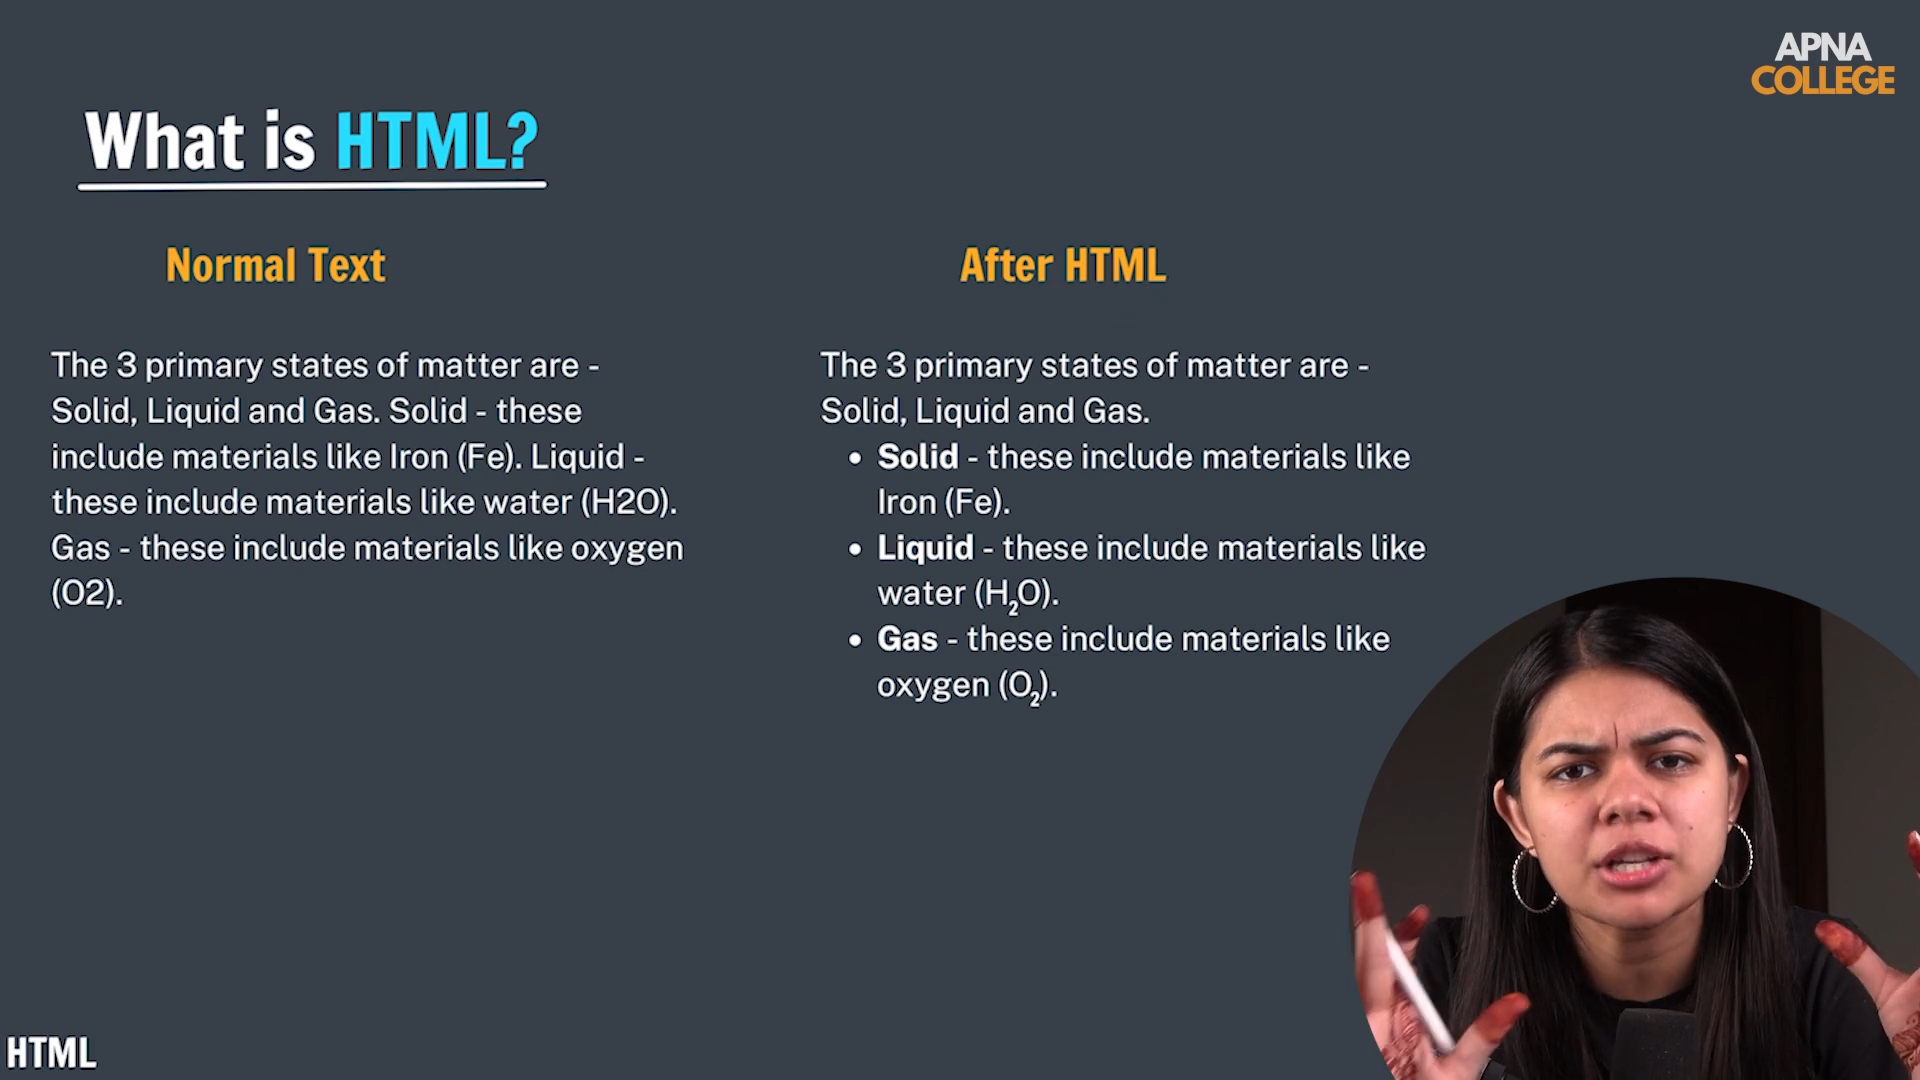 APNA
COLLEGE
What is HTML?
Normal Text
The 3 primary states of matter are -
Solid, Liquid and Gas. Solid - these
include materials like Iron (Fe). Liquid -
these include materials like water (H2O).
Gas - these include materials like oxygen
(O2).
After HTML
The 3 primary states of matter are -
Solid, Liquid and Gas.
• Solid - these include materials like
Iron (Fe).
• Liquid - these include materials like
water (H₂O).
• Gas - these include materials like
oxygen (O₂).
HTML